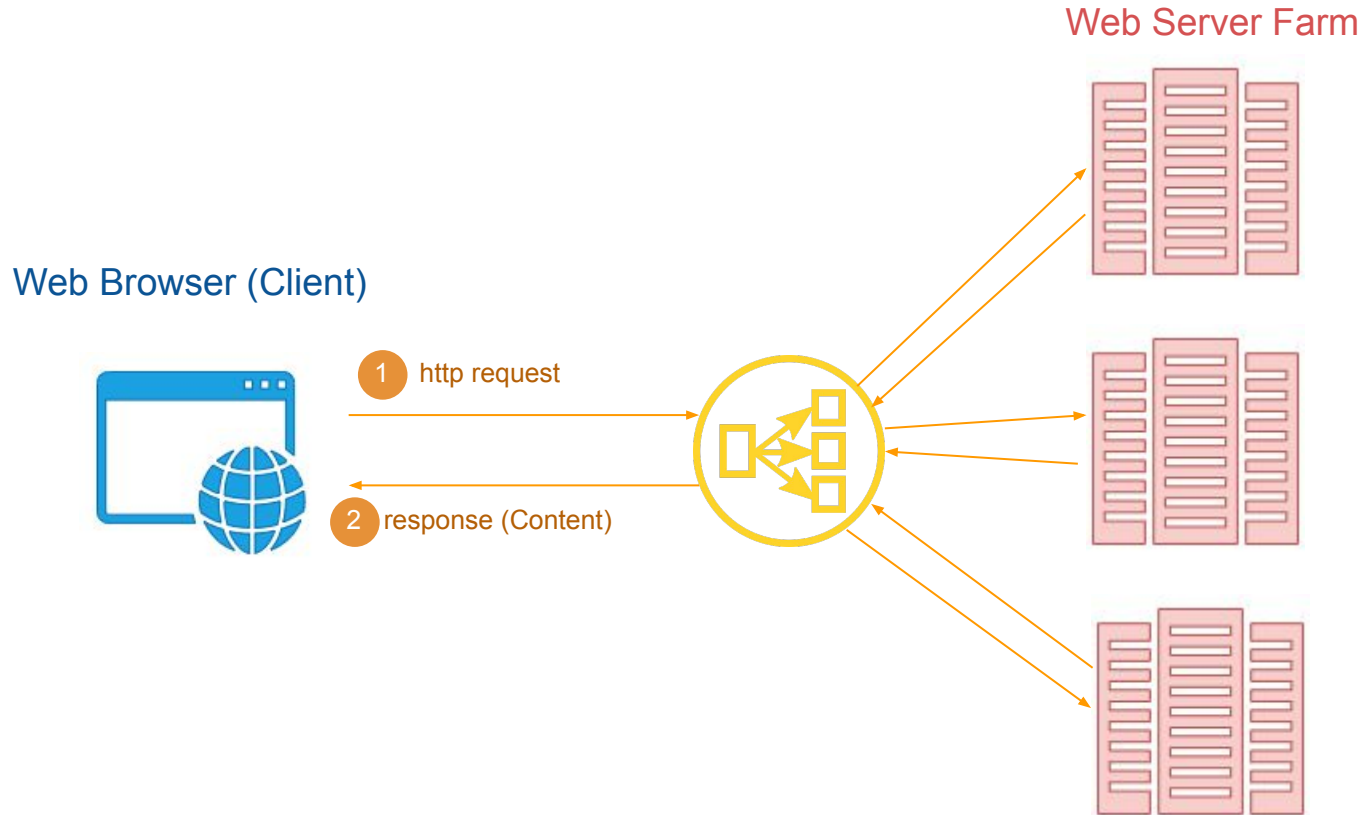 Web Server Farm
Web Browser (Client)
1 http request
2 response (Content)